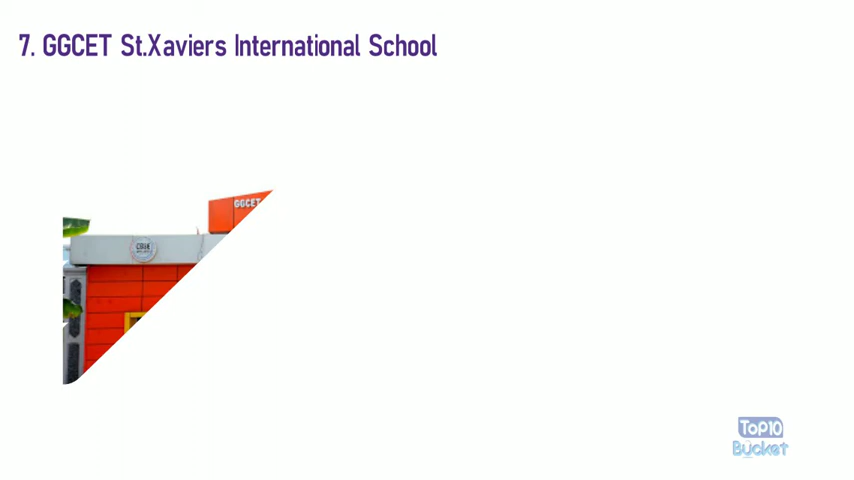 7. GGCET St.Xaviers International School
GGCET
CBSE
Top10
Bucket